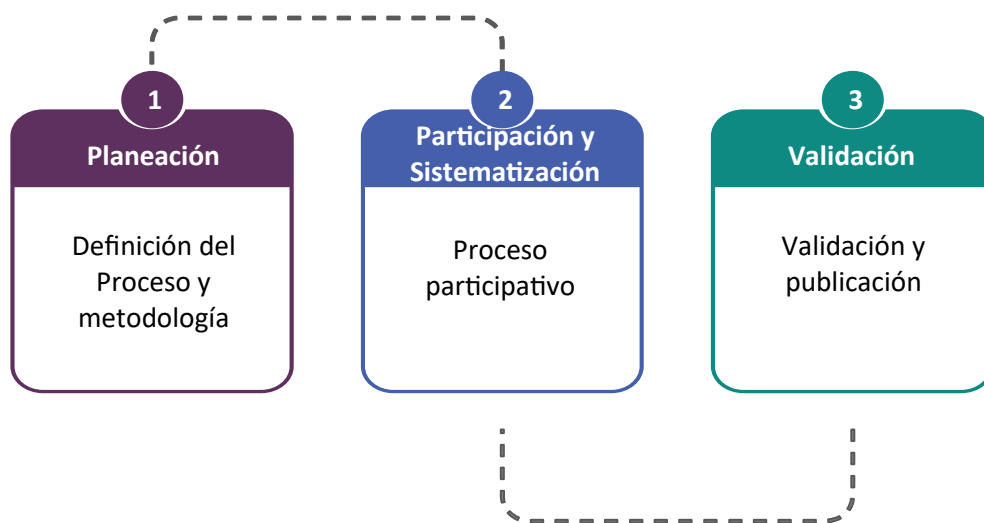 1
Planeación
Definición del
Proceso y
metodología
2
Participación y
Sistematización
Proceso
participativo
3
Validación
Validación y
publicación